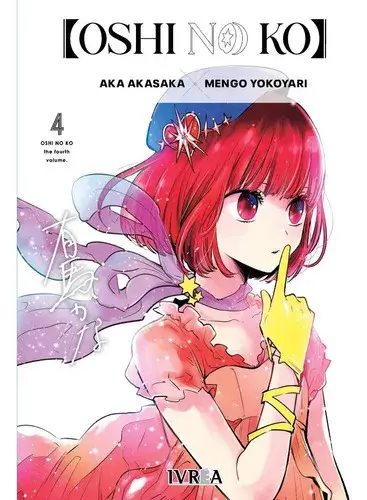 【OSHI NO KO】
AKA AKASAKA × MENGO YOKOYARI
4
OSHI NO KO
the fourth
volume.
有馬かな
IVREA